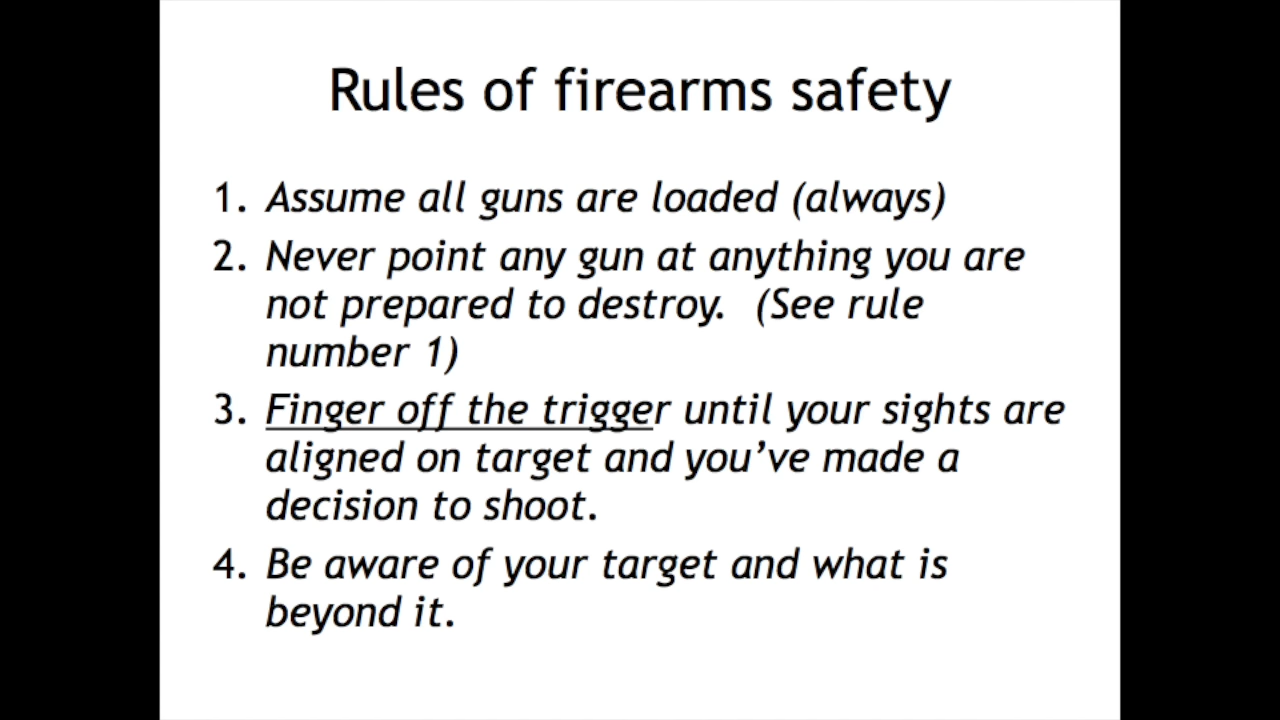 Rules of firearms safety
1. Assume all guns are loaded (always)
2. Never point any gun at anything you are
not prepared to destroy.  (See rule
number 1)
3. Finger off the trigger until your sights are
aligned on target and you’ve made a
decision to shoot.
4. Be aware of your target and what is
beyond it.